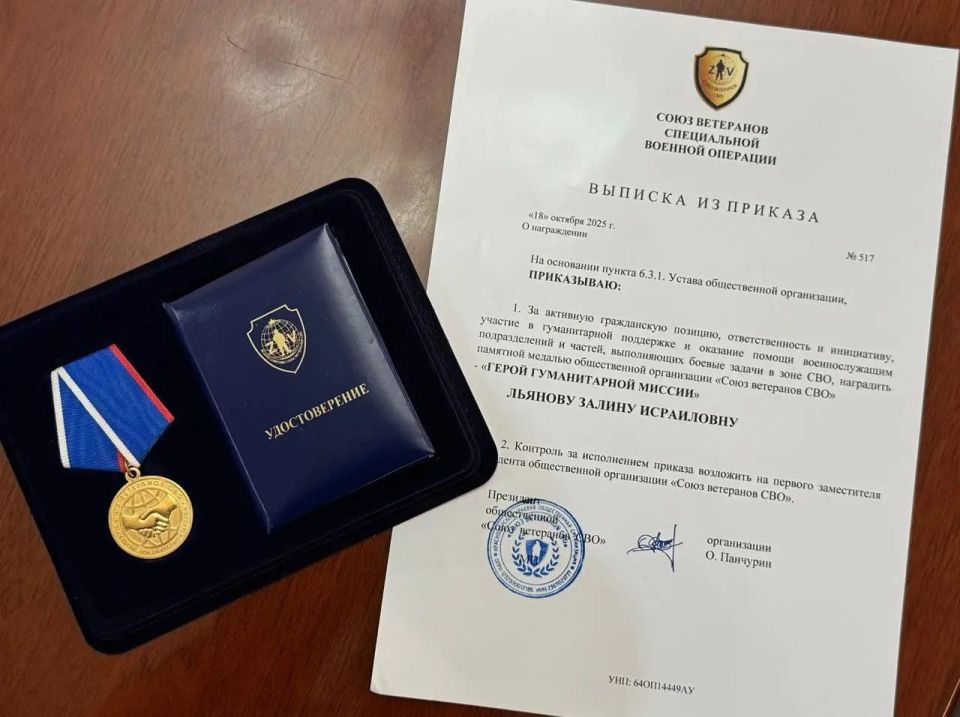 СОЮЗ ВЕТЕРАНОВ
СПЕЦИАЛЬНОЙ
ВОЕННОЙ ОПЕРАЦИИ
ВЫПИСКА ИЗ ПРИКАЗА
«18» октября 2025 г.
О награждении
№ 517
На основании пункта 6.3.1. Устава общественной организации,
ПРИКАЗЫВАЮ:
1. За активную гражданскую позицию, ответственность и инициативу,
участие в гуманитарной поддержке и оказание помощи военнослужащим
подразделений и частей, выполняющих боевые задачи в зоне СВО, наградить
памятной медалью общественной организации «Союз ветеранов СВО»
- «ГЕРОЙ ГУМАНИТАРНОЙ МИССИИ»
ЛЬЯНОВУ ЗАЛИНУ ИСРАИЛОВНУ
2. Контроль за исполнением приказа возложить на первого заместителя
дента общественной организации «Союз ветеранов СВО».
Президент
общественной
«Союз ветеранов СВО»
МП
организации
О. Панчурин
УНП: 64ОП14449АУ
Z V
УДОСТОВЕРЕНИЕ
Z V